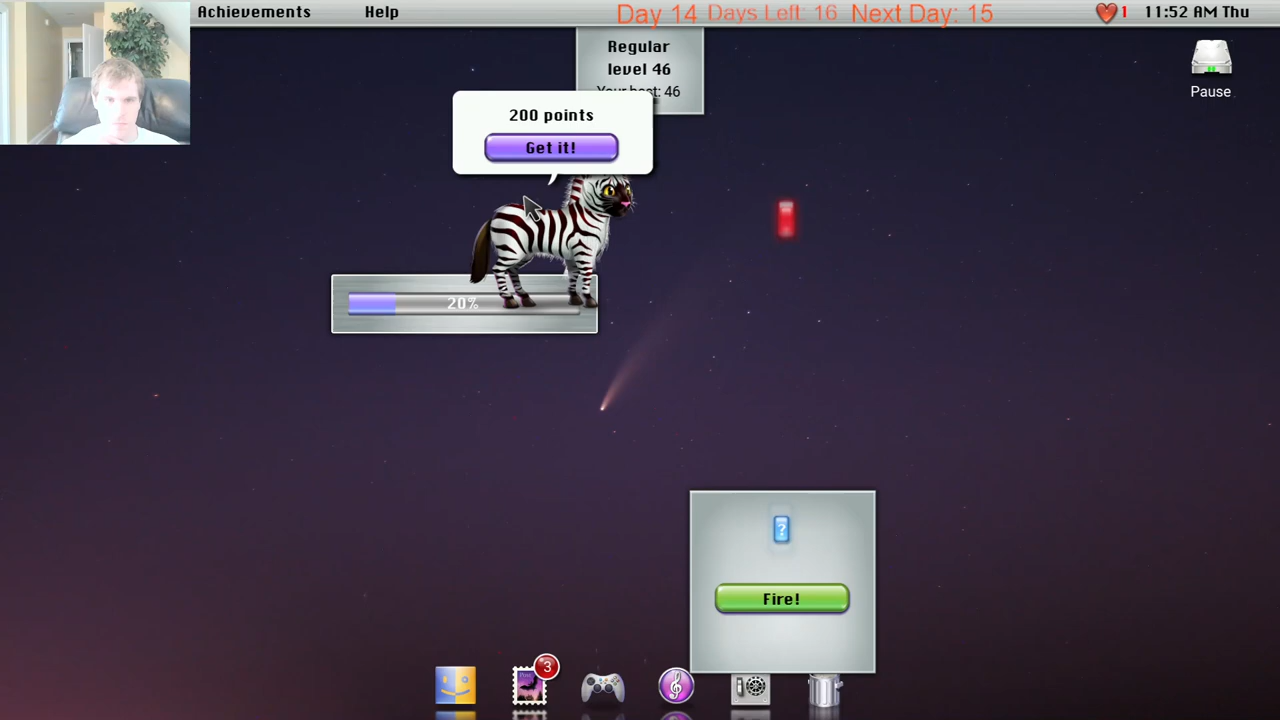 Achievements Help Day 14 Days Left: 16 Next Day: 15 1 11:52 AM Thu
Regular
level 46
Your best: 46
Pause
200 points
Get it!
20%
?
Fire!
3